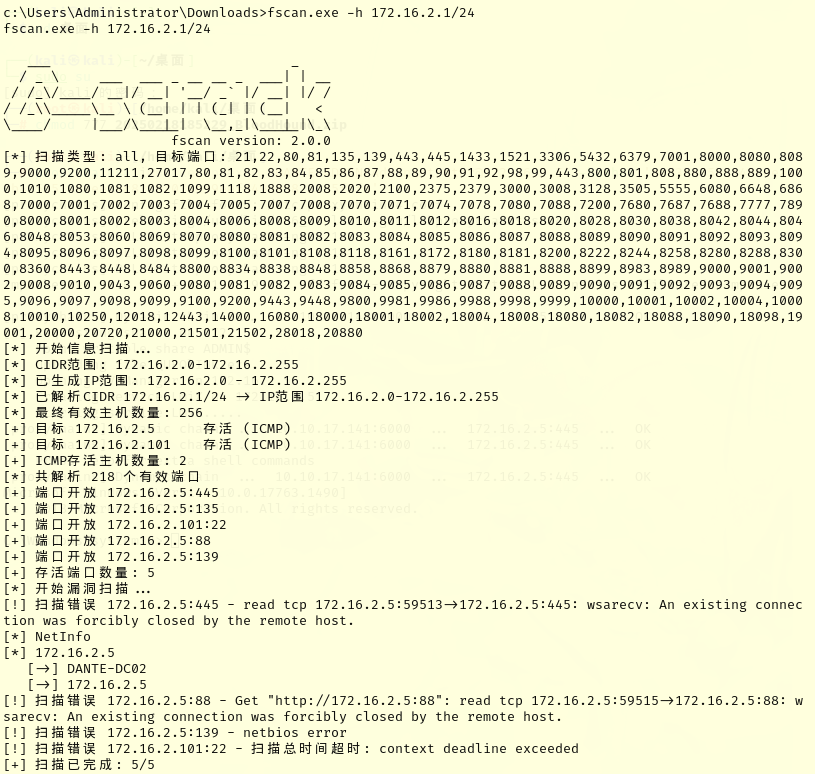 c:\Users\Administrator\Downloads>fscan.exe -h 172.16.2.1/24
fscan.exe -h 172.16.2.1/24
fscan version: 2.0.0
[*] 扫描类型: all, 目标端口: 21,22,80,81,135,139,443,445,1433,1521,3306,5432,6379,7001,8000,8080,808
9,9000,9200,11211,27017,80,81,82,83,84,85,86,87,88,89,90,91,92,98,99,443,800,801,808,880,888,889,100
0,1010,1080,1081,1082,1099,1118,1888,2008,2020,2100,2375,2379,3000,3008,3128,3505,5555,6080,6648,686
8,7000,7001,7002,7003,7004,7005,7007,7008,7070,7071,7074,7078,7080,7088,7200,7680,7687,7688,7777,789
0,8000,8001,8002,8003,8004,8006,8008,8009,8010,8011,8012,8016,8018,8020,8028,8030,8038,8042,8044,804
6,8048,8053,8060,8069,8070,8080,8081,8082,8083,8084,8085,8086,8087,8088,8089,8090,8091,8092,8093,809
4,8095,8096,8097,8098,8099,8100,8101,8108,8118,8161,8172,8180,8181,8200,8222,8244,8258,8280,8288,830
0,8360,8443,8448,8484,8800,8834,8838,8848,8858,8868,8879,8880,8881,8888,8899,8983,8989,9000,9001,900
2,9008,9010,9043,9060,9080,9081,9082,9083,9084,9085,9086,9087,9088,9089,9090,9091,9092,9093,9094,909
5,9096,9097,9098,9099,9100,9200,9443,9448,9800,9981,9986,9988,9998,9999,10000,10001,10002,10004,1000
8,10010,10250,12018,12443,14000,16080,18000,18001,18002,18004,18008,18080,18082,18088,18090,18098,19
001,20000,20720,21000,21501,21502,28018,20880
[*] 开始信息扫描...
[*] CIDR范围: 172.16.2.0-172.16.2.255
[*] 已生成IP范围: 172.16.2.0 - 172.16.2.255
[*] 已解析CIDR 172.16.2.1/24 -> IP范围 172.16.2.0-172.16.2.255
[*] 最终有效主机数量: 256
[+] 目标 172.16.2.5 存活 (ICMP)
[+] 目标 172.16.2.101 存活 (ICMP)
[+] ICMP存活主机数量: 2
[*] 共解析 218 个有效端口
[+] 端口开放 172.16.2.5:445
[+] 端口开放 172.16.2.5:135
[+] 端口开放 172.16.2.101:22
[+] 端口开放 172.16.2.5:88
[+] 端口开放 172.16.2.5:139
[+] 存活端口数量: 5
[*] 开始漏洞扫描...
[!] 扫描错误 172.16.2.5:445 - read tcp 172.16.2.5:59513->172.16.2.5:445: wsarecv: An existing connec
tion was forcibly closed by the remote host.
[*] NetInfo
[*] 172.16.2.5
[->] DANTE-DC02
[->] 172.16.2.5
[!] 扫描错误 172.16.2.5:88 - Get "http://172.16.2.5:88": read tcp 172.16.2.5:59515->172.16.2.5:88: w
sarecv: An existing connection was forcibly closed by the remote host.
[!] 扫描错误 172.16.2.5:139 - netbios error
[!] 扫描错误 172.16.2.101:22 - 扫描总时间超时: context deadline exceeded
[+] 扫描已完成: 5/5